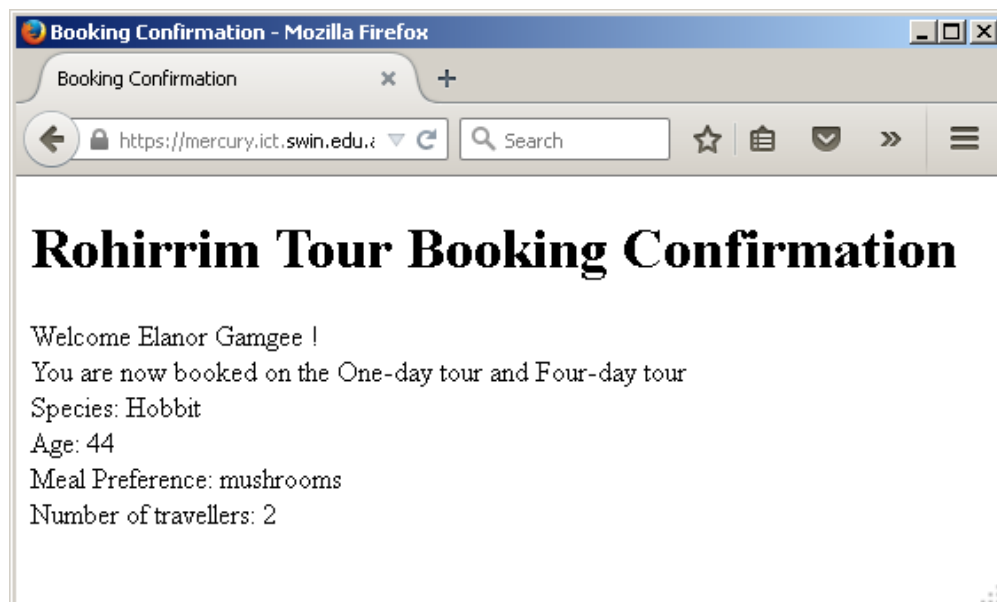 Booking Confirmation - Mozilla Firefox
Booking Confirmation
https://mercury.ict.swin.edu.a
Search
Rohirrim Tour Booking Confirmation
Welcome Elanor Gamgee !
You are now booked on the One-day tour and Four-day tour
Species: Hobbit
Age: 44
Meal Preference: mushrooms
Number of travellers: 2